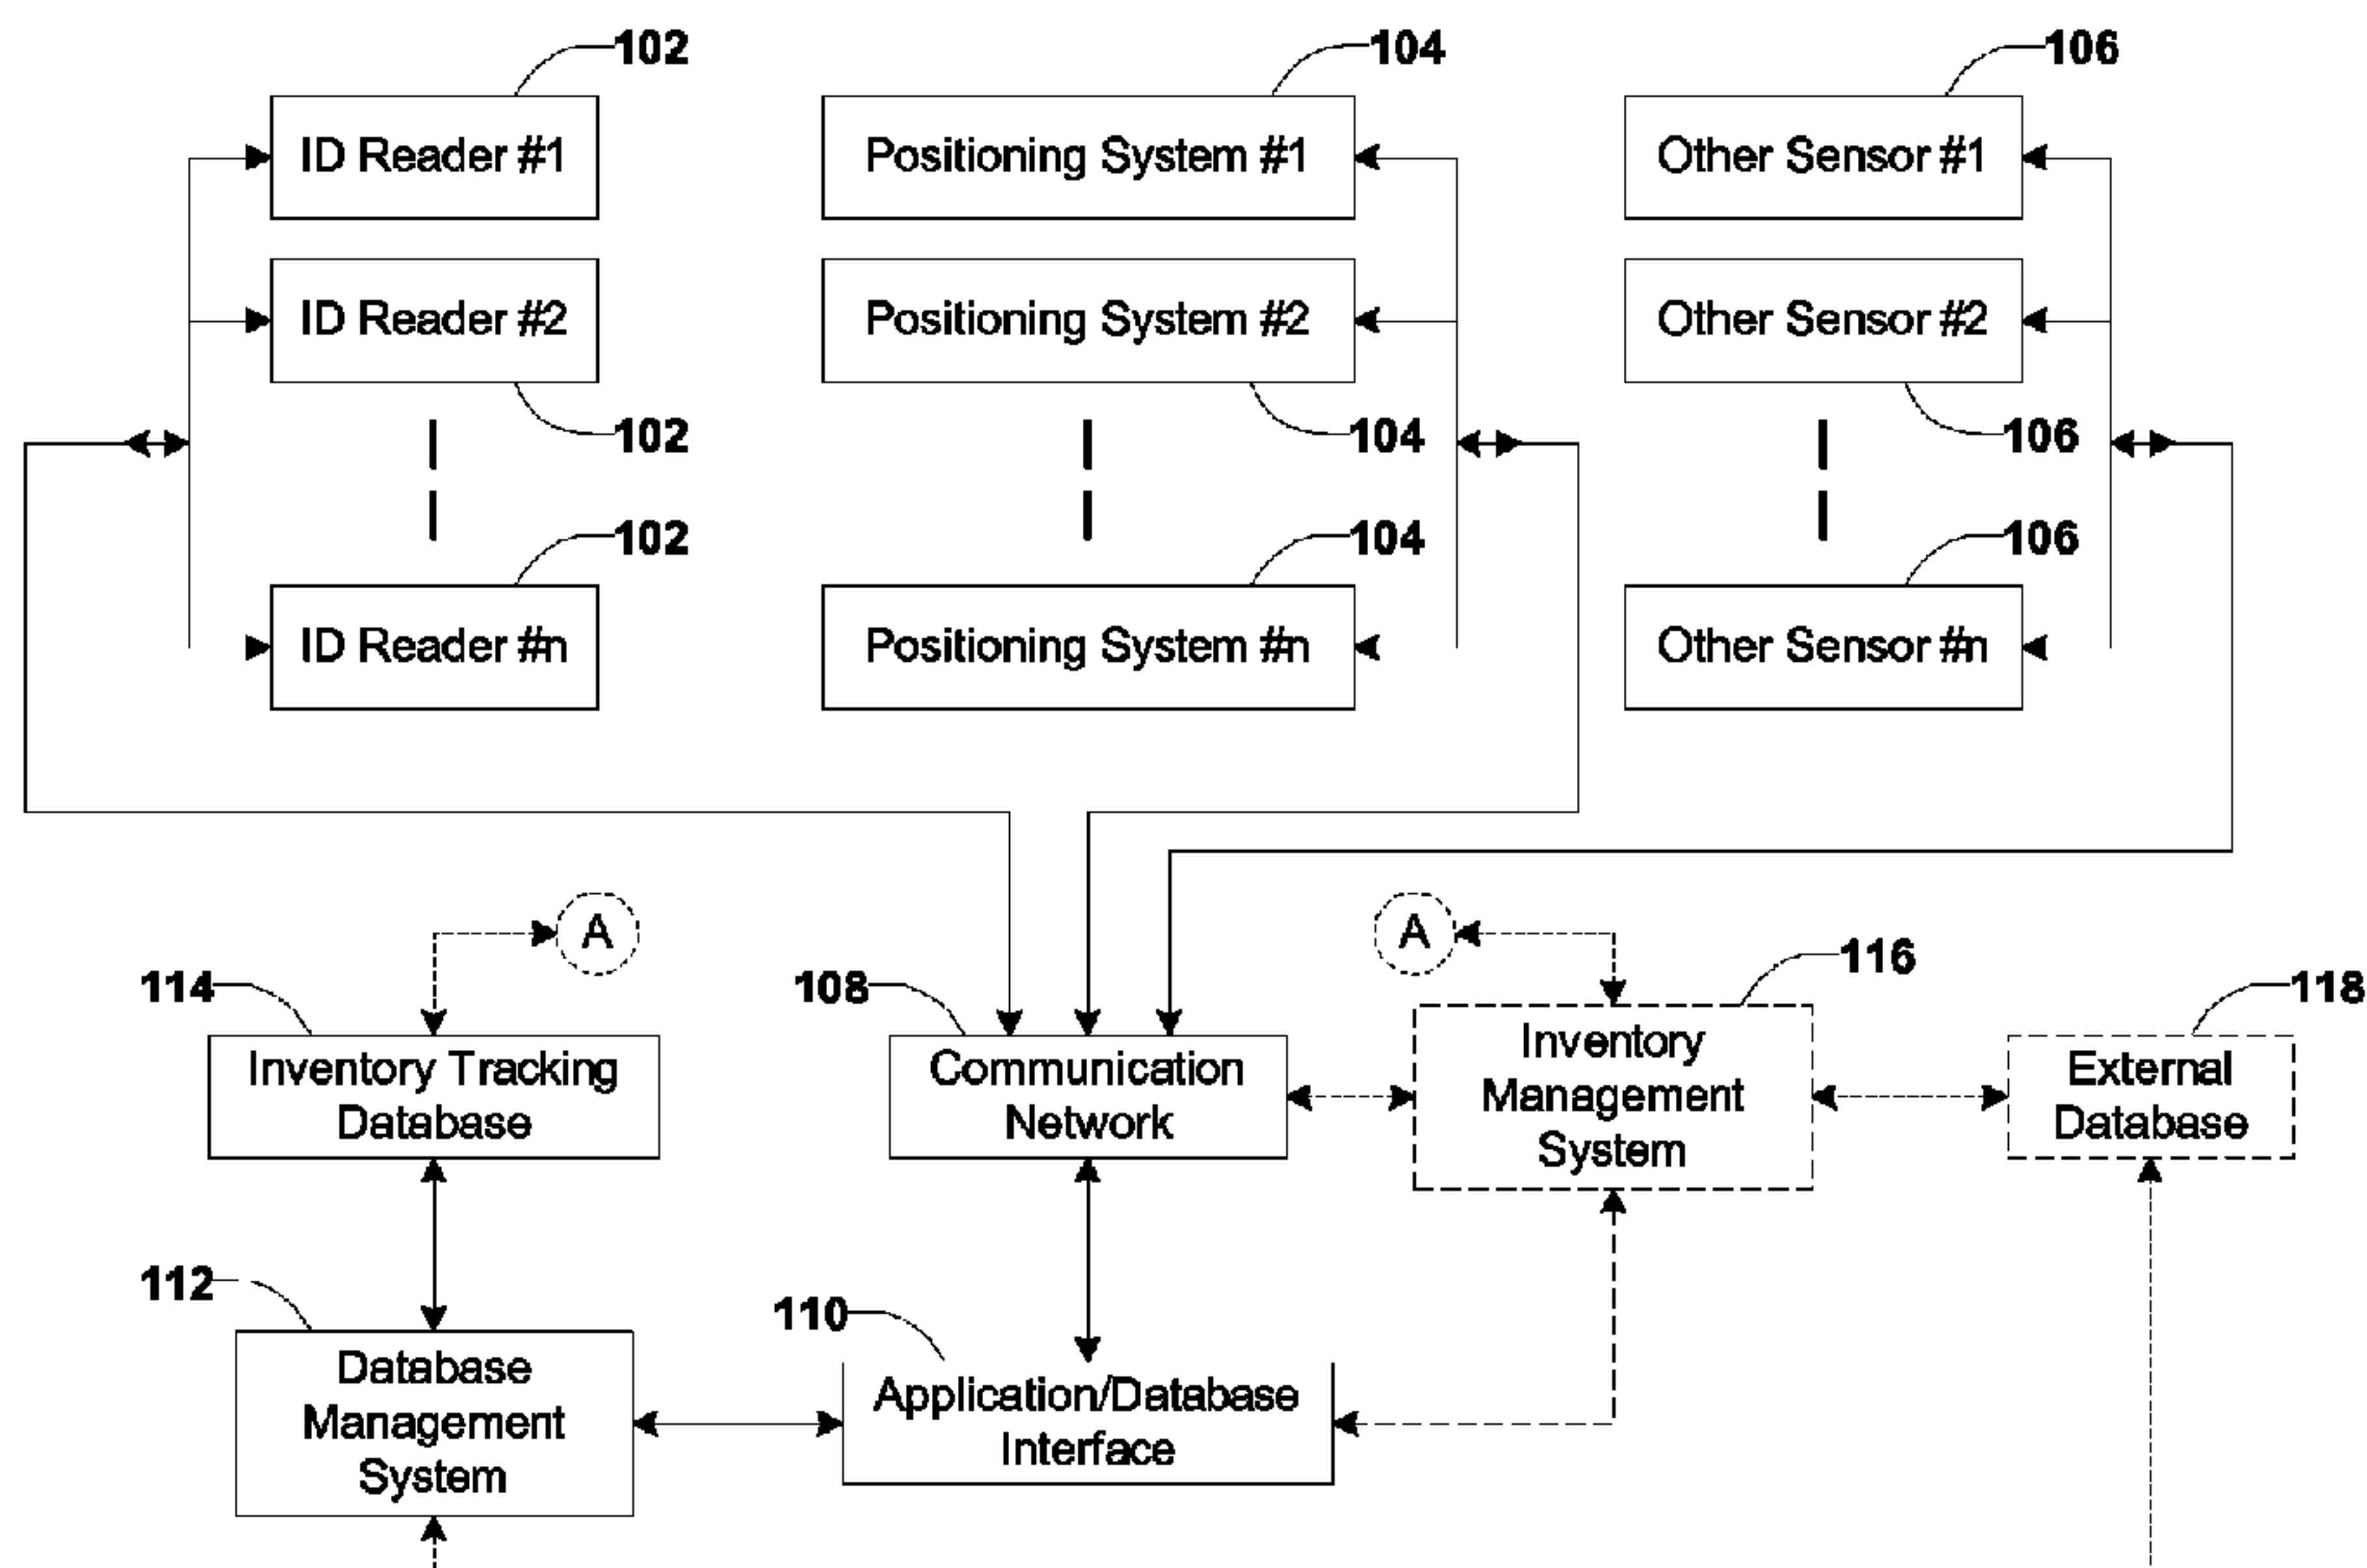 102
104
106
ID Reader #1
Positioning System #1
Other Sensor #1
ID Reader #2
Positioning System #2
Other Sensor #2
102
104
106
102
104
106
ID Reader #n
Positioning System #n
Other Sensor #n
A
A
116
114
108
118
Inventory Tracking
Database
Communication
Network
Inventory
Management
System
External
Database
112
110
Database
Management
System
Application/Database
Interface